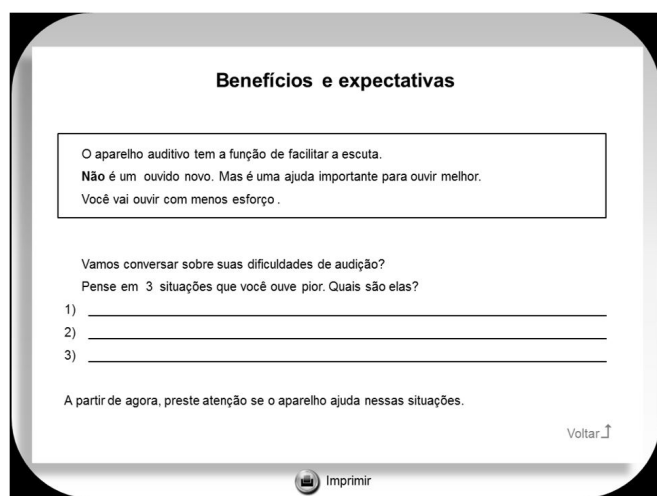 Benefícios e expectativas
O aparelho auditivo tem a função de facilitar a escuta.
Não é um ouvido novo. Mas é uma ajuda importante para ouvir melhor.
Você vai ouvir com menos esforço .
Vamos conversar sobre suas dificuldades de audição?
Pense em 3 situações que você ouve pior. Quais são elas?
1)
2)
3)
A partir de agora, preste atenção se o aparelho ajuda nessas situações.
Voltar
Imprimir